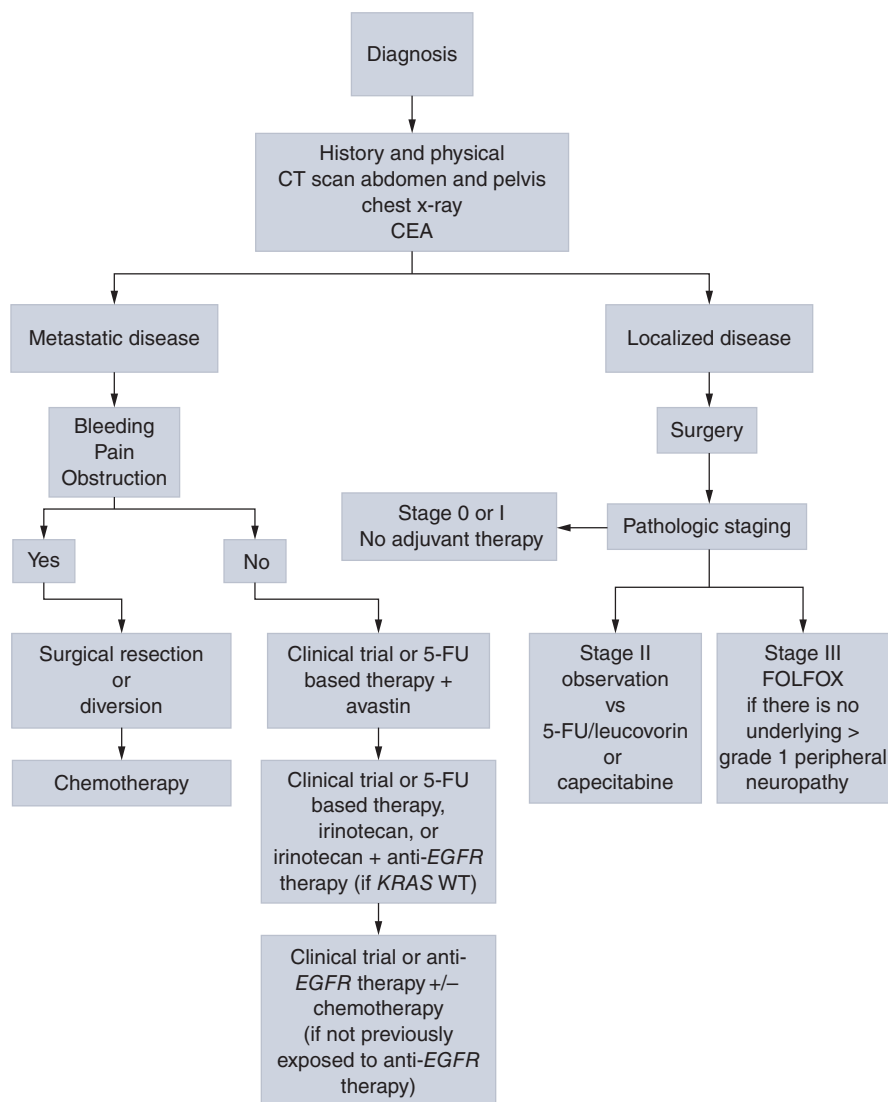 Diagnosis
History and physical
CT scan abdomen and pelvis
chest x-ray
CEA
Metastatic disease
Localized disease
Bleeding
Pain
Obstruction
Surgery
Stage 0 or I
No adjuvant therapy
Pathologic staging
Yes
No
Surgical resection
or
diversion
Clinical trial or 5-FU
based therapy +
avastin
Stage II
observation
vs
5-FU/leucovorin
or
capecitabine
Stage III
FOLFOX
if there is no
underlying >
grade 1 peripheral
neuropathy
Chemotherapy
Clinical trial or 5-FU
based therapy,
irinotecan, or
irinotecan + anti-EGFR
therapy (if KRAS WT)
Clinical trial or anti-
EGFR therapy +/–
chemotherapy
(if not previously
exposed to anti-EGFR
therapy)